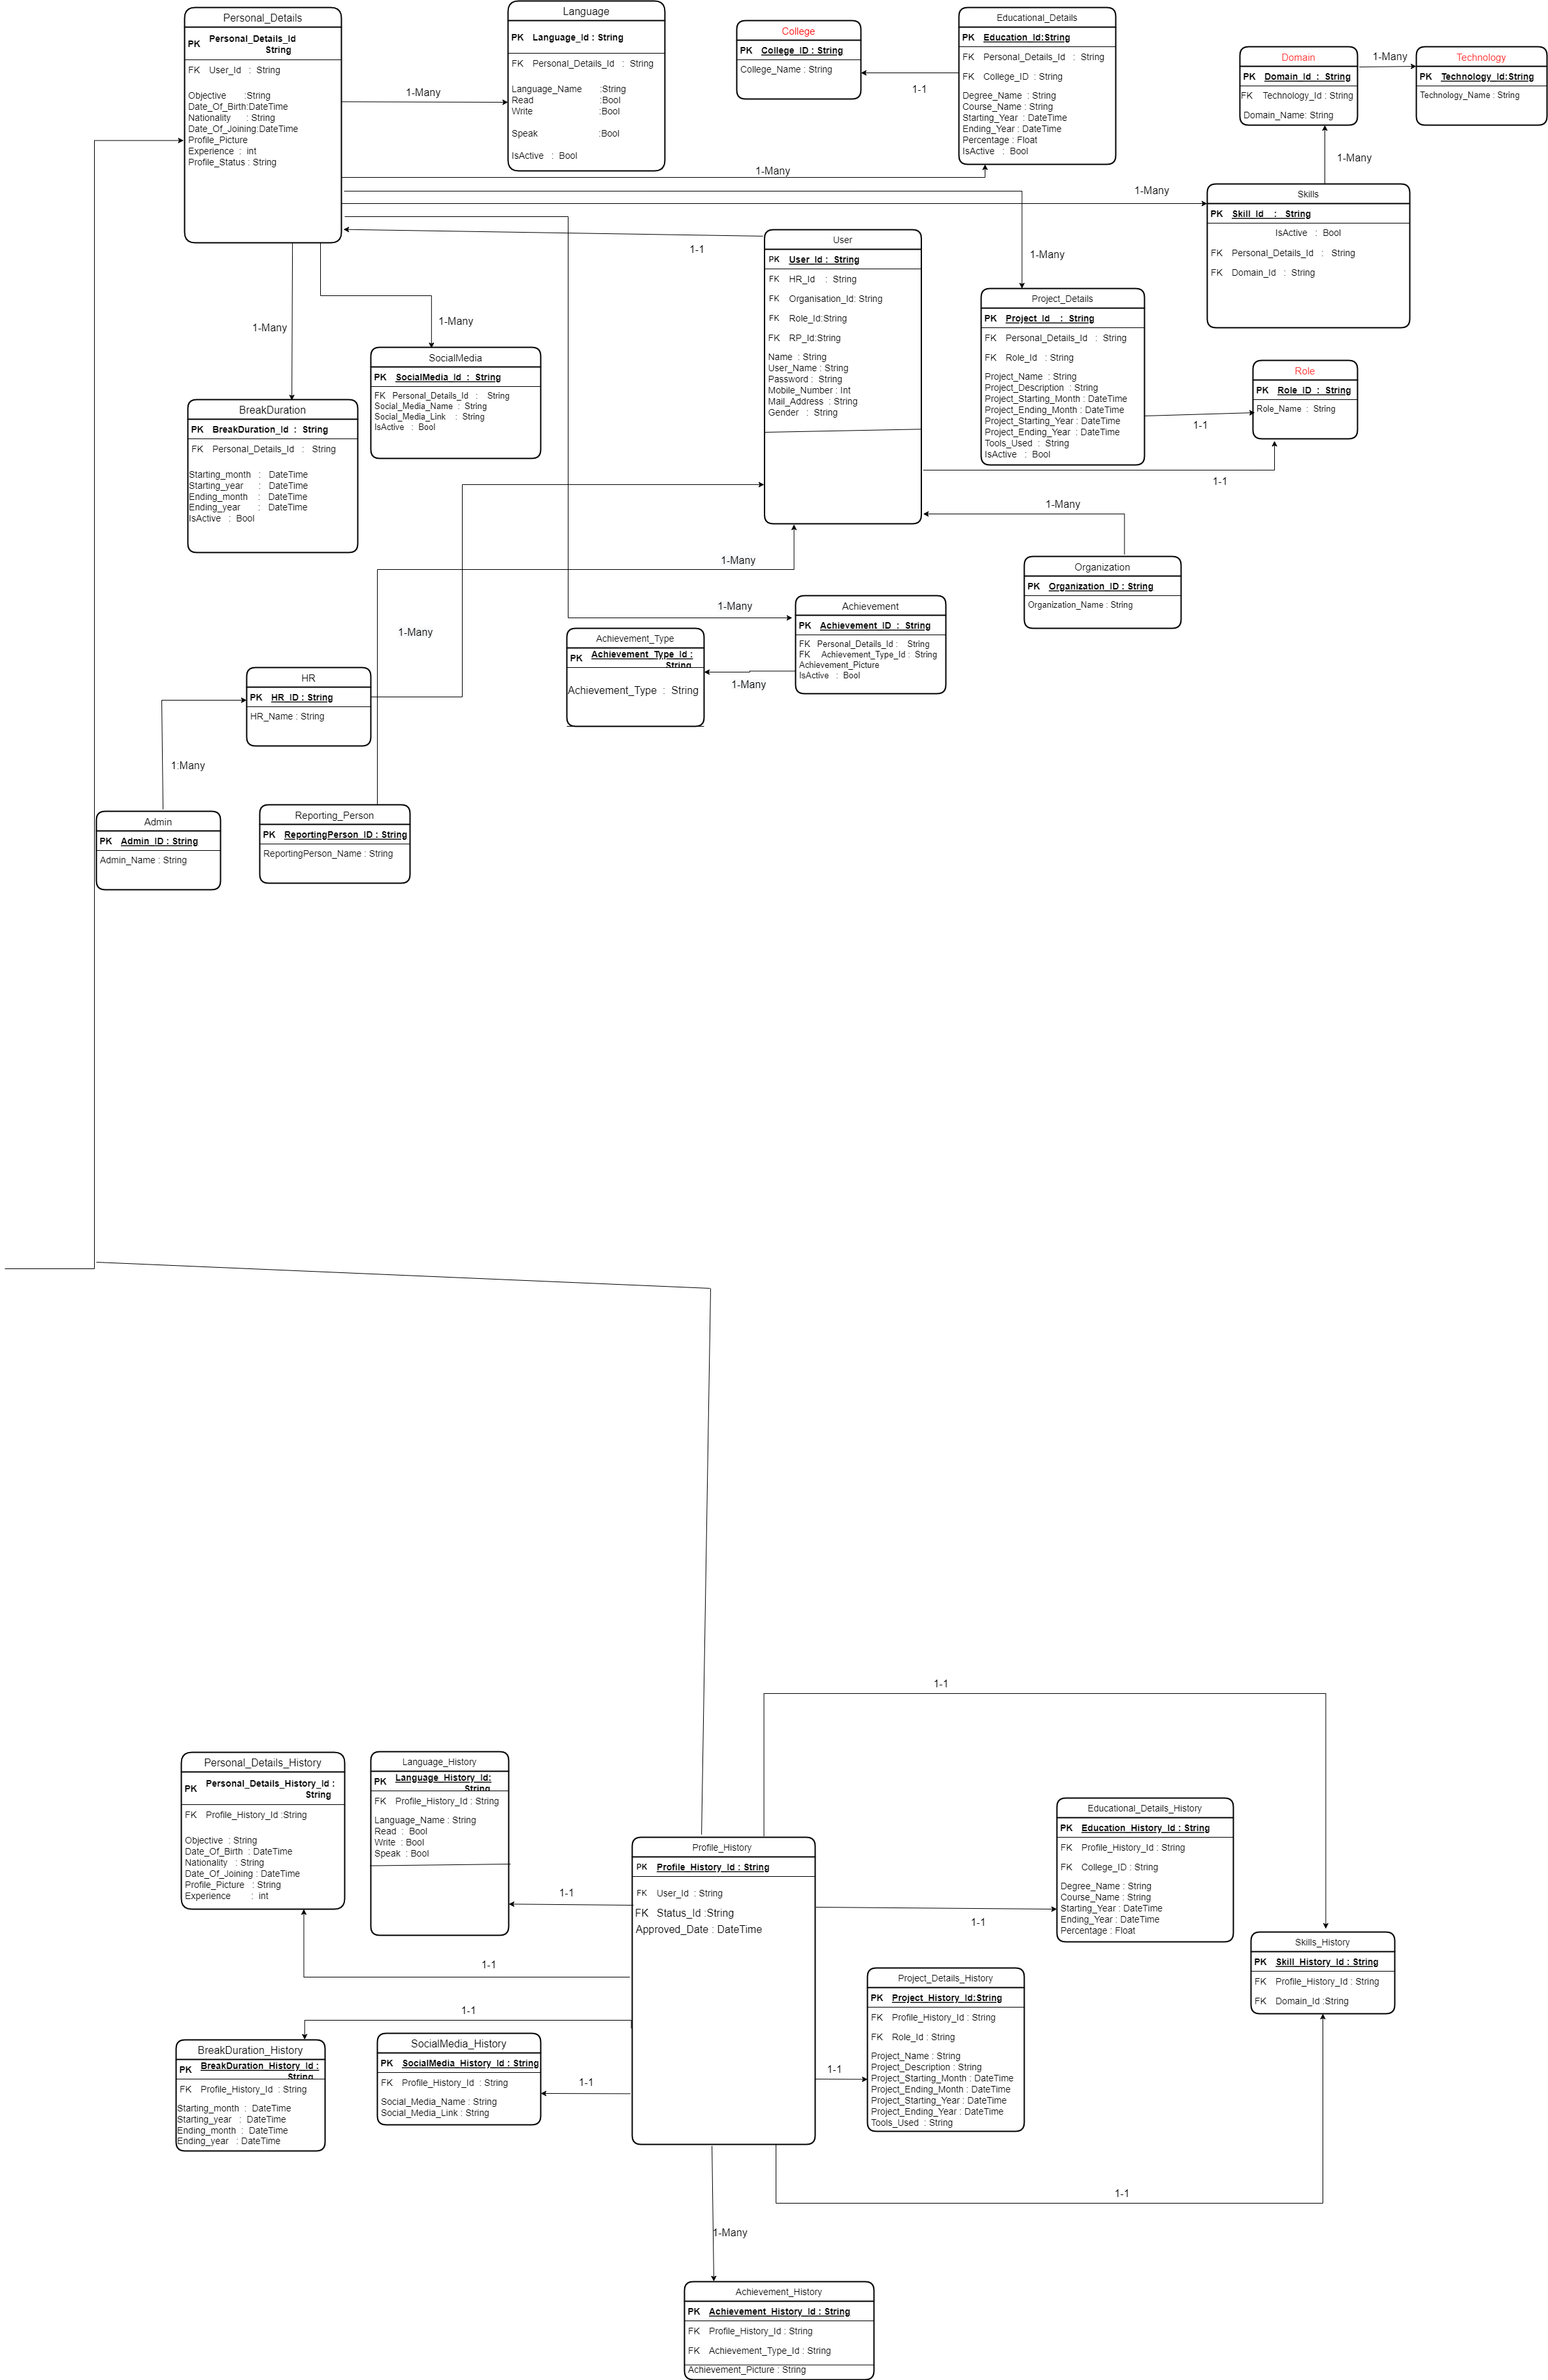 Personal_Details
PK Personal_Details_Id
String
FK User_Id : String
Objective :String
Date_Of_Birth:DateTime
Nationality : String
Date_Of_Joining:DateTime
Profile_Picture
Experience : int
Profile_Status : String
1-Many
Language
PK Language_Id : String
FK Personal_Details_Id : String
Language_Name :String
Read :Bool
Write :Bool
Speak :Bool
IsActive : Bool
College
PK College_ID : String
College_Name : String
1-1
Educational_Details
PK Education_Id:String
FK Personal_Details_Id : String
FK College_ID : String
Degree_Name : String
Course_Name : String
Starting_Year : DateTime
Ending_Year : DateTime
Percentage : Float
IsActive : Bool
1-Many
Domain
PK Domain_Id : String
FK Technology_Id : String
Domain_Name: String
1-Many
Technology
PK Technology_Id:String
Technology_Name : String
1-Many
Skills
PK Skill_Id : String
IsActive : Bool
FK Personal_Details_Id : String
FK Domain_Id : String
1-Many
1-1
User
PK User_Id : String
FK HR_Id : String
FK Organisation_Id: String
FK Role_Id:String
FK RP_Id:String
Name : String
User_Name : String
Password : String
Mobile_Number : Int
Mail_Address : String
Gender : String
1-Many
Project_Details
PK Project_Id : String
FK Personal_Details_Id : String
FK Role_Id : String
Project_Name : String
Project_Description : String
Project_Starting_Month : DateTime
Project_Ending_Month : DateTime
Project_Starting_Year : DateTime
Project_Ending_Year : DateTime
Tools_Used : String
IsActive : Bool
1-1
Role
PK Role_ID : String
Role_Name : String
1-1
1-Many
1-Many
SocialMedia
PK SocialMedia_Id : String
FK Personal_Details_Id : String
Social_Media_Name : String
Social_Media_Link : String
IsActive : Bool
BreakDuration
PK BreakDuration_Id : String
FK Personal_Details_Id : String
Starting_month : DateTime
Starting_year : DateTime
Ending_month : DateTime
Ending_year : DateTime
IsActive : Bool
1-Many
Organization
PK Organization_ID : String
Organization_Name : String
1-Many
1-Many
Achievement
PK Achievement_ID : String
FK Personal_Details_Id : String
FK Achievement_Type_Id : String
Achievement_Picture
IsActive : Bool
1-Many
Achievement_Type
PK Achievement_Type_Id :
String
Achievement_Type : String
1-Many
HR
PK HR_ID : String
HR_Name : String
1:Many
Admin
PK Admin_ID : String
Admin_Name : String
Reporting_Person
PK ReportingPerson_ID : String
ReportingPerson_Name : String
1-1
Personal_Details_History
PK Personal_Details_History_Id :
String
FK Profile_History_Id :String
Objective : String
Date_Of_Birth : DateTime
Nationality : String
Date_Of_Joining : DateTime
Profile_Picture : String
Experience : int
Language_History
PK Language_History_Id:
String
FK Profile_History_Id : String
Language_Name : String
Read : Bool
Write : Bool
Speak : Bool
1-1
Profile_History
PK Profile_History_Id : String
FK User_Id : String
FK Status_Id :String
Approved_Date : DateTime
Educational_Details_History
PK Education_History_Id : String
FK Profile_History_Id : String
FK College_ID : String
Degree_Name : String
Course_Name : String
Starting_Year : DateTime
Ending_Year : DateTime
Percentage : Float
1-1
Skills_History
PK Skill_History_Id : String
FK Profile_History_Id : String
FK Domain_Id :String
1-1
1-1
BreakDuration_History
PK BreakDuration_History_Id :
String
FK Profile_History_Id : String
Starting_month : DateTime
Starting_year : DateTime
Ending_month : DateTime
Ending_year : DateTime
SocialMedia_History
PK SocialMedia_History_Id : String
FK Profile_History_Id : String
Social_Media_Name : String
Social_Media_Link : String
1-1
1-1
Project_Details_History
PK Project_History_Id:String
FK Profile_History_Id : String
FK Role_Id : String
Project_Name : String
Project_Description : String
Project_Starting_Month : DateTime
Project_Ending_Month : DateTime
Project_Starting_Year : DateTime
Project_Ending_Year : DateTime
Tools_Used : String
1-1
1-Many
Achievement_History
PK Achievement_History_Id : String
FK Profile_History_Id : String
FK Achievement_Type_Id : String
Achievement_Picture : String